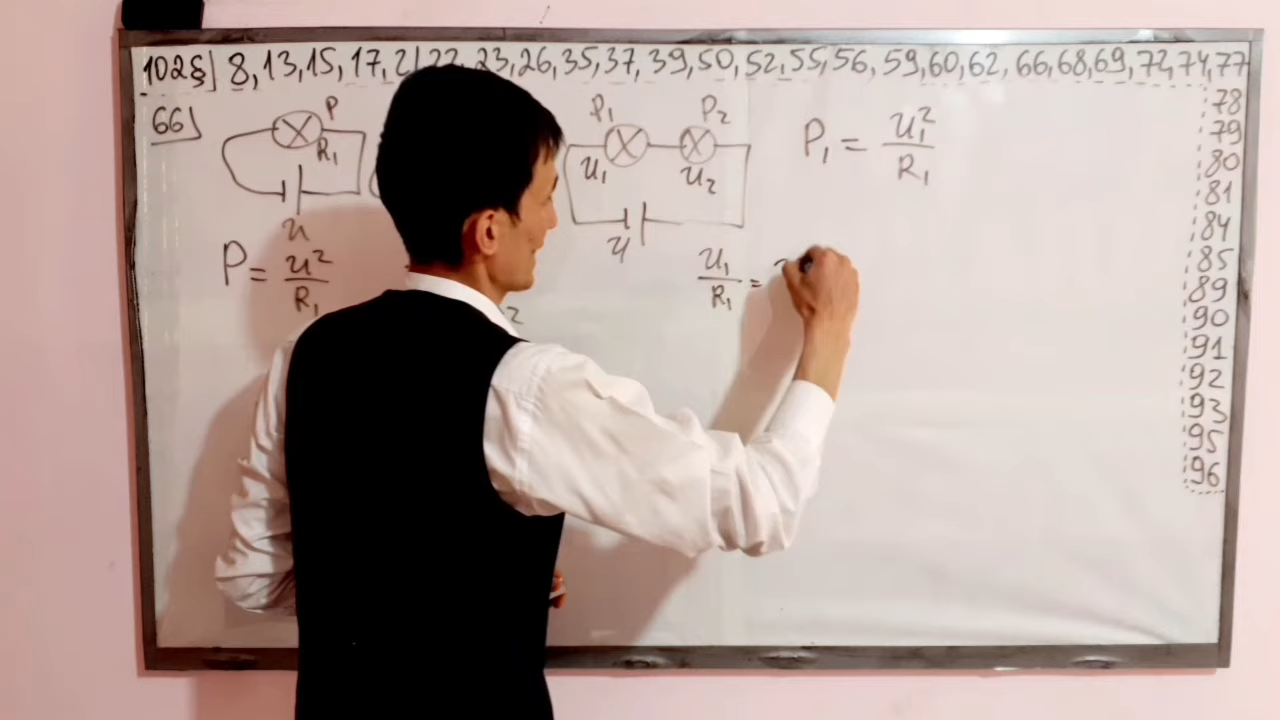 102§] 8, 13, 15, 17, 21, 22, 23, 26, 35, 37, 39, 50, 52, 55, 56, 59, 60, 62, 66, 68, 69, 72, 74, 77
78
79
80
81
84
85
89
90
91
92
93
95
96
66)
P
R₁
U
P = U²/R₁
P₁ P₂
U₁ U₂
U
P₁ = U₁²/R₁
U₁/R₁ =